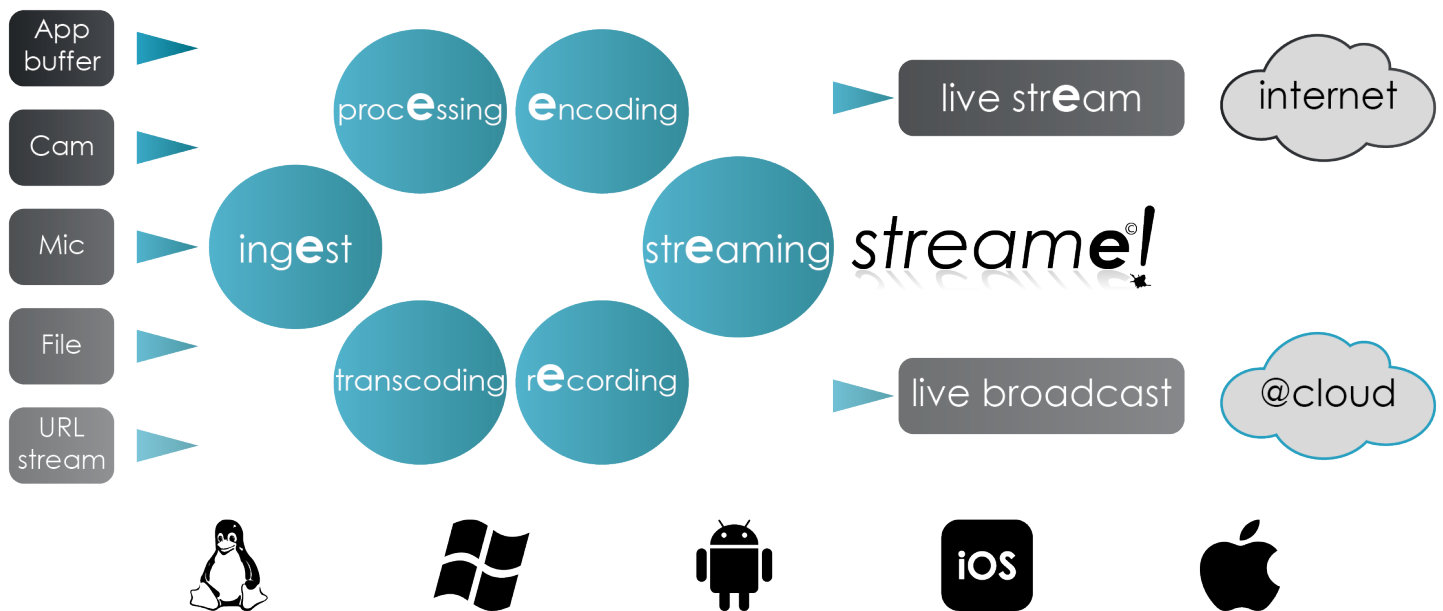 App
buffer
Cam
Mic
File
URL
stream
processing
encoding
ingest
streaming
transcoding
recording
live stream
internet
streame!©
live broadcast
@cloud
iOS